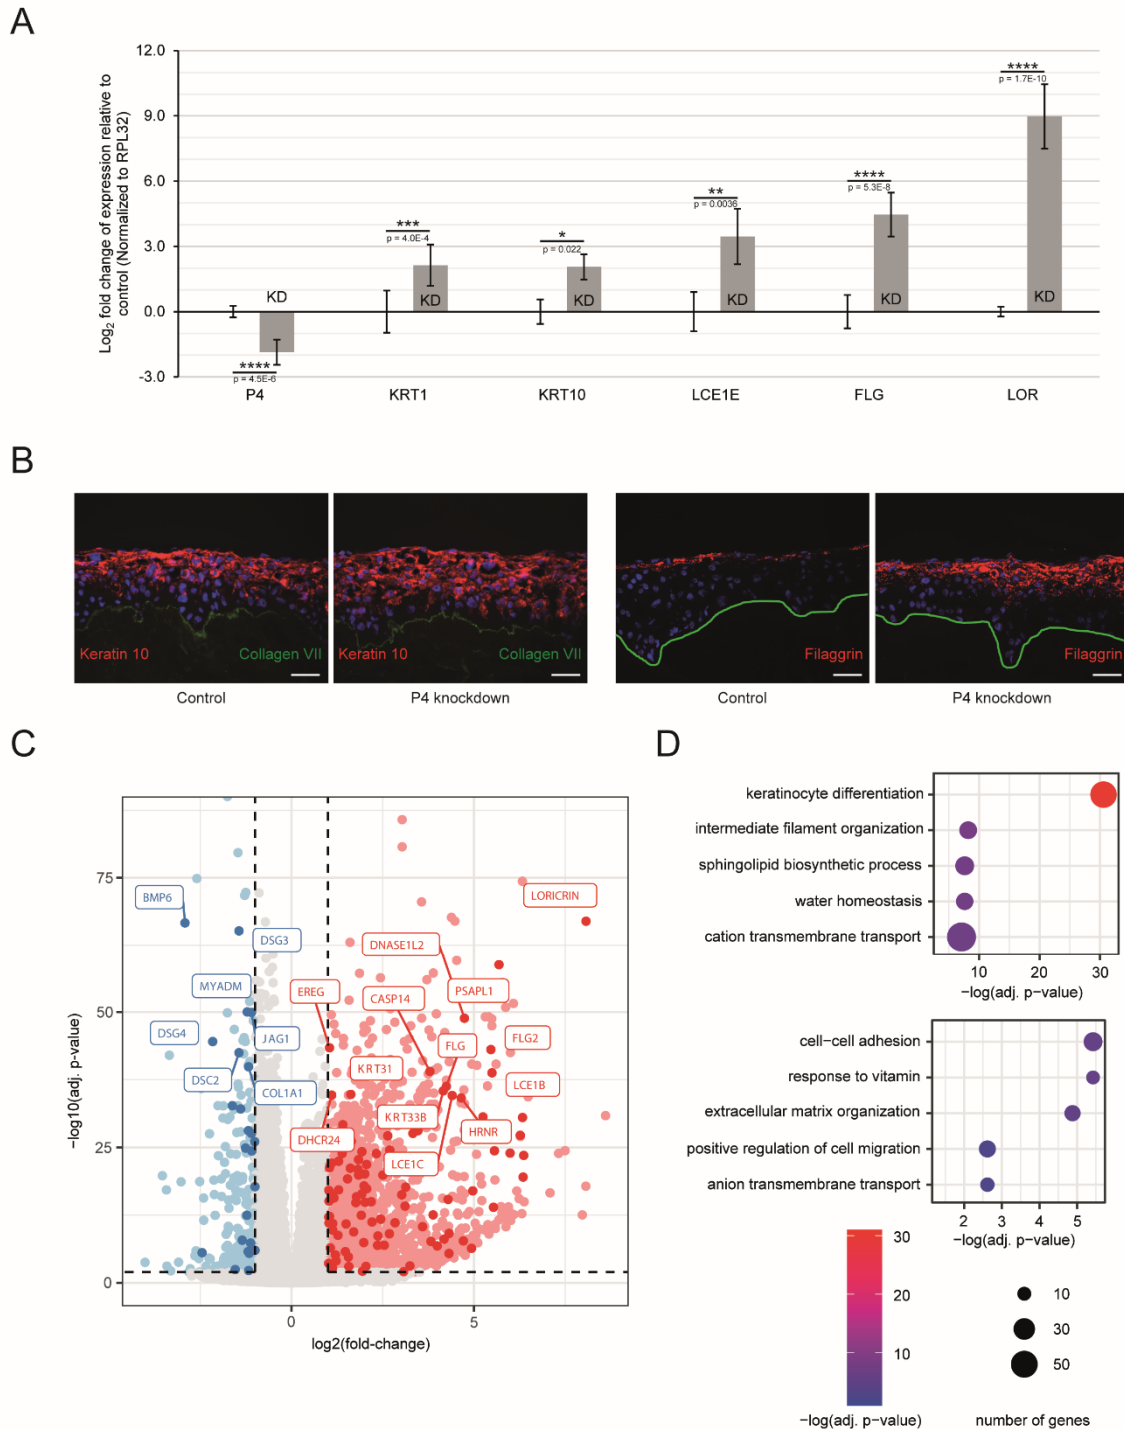 A
Log2 fold change of expression relative to
control (Normalized to RPL32)
12.0
9.0
6.0
3.0
0.0
-3.0
KD
****
p = 4.5E-6
P4
***
p = 4.0E-4
KD
KRT1
*
p = 0.022
KD
KRT10
**
p = 0.0036
KD
LCE1E
****
p = 5.3E-8
KD
FLG
****
p = 1.7E-10
KD
LOR
B
Keratin 10
Collagen VII
Control
Keratin 10
Collagen VII
P4 knockdown
Filaggrin
Control
Filaggrin
P4 knockdown
C
−log10(adj. p−value)
75
50
25
0
BMP6
DSG3
MYADM
DSG4
JAG1
DSC2
COL1A1
LORICRIN
DNASE1L2
EREG
CASP14
PSAPL1
FLG
FLG2
KRT31
LCE1B
KRT33B
HRNR
DHCR24
LCE1C
0
5
log2(fold−change)
D
keratinocyte differentiation
intermediate filament organization
sphingolipid biosynthetic process
water homeostasis
cation transmembrane transport
10
20
30
−log(adj. p−value)
cell−cell adhesion
response to vitamin
extracellular matrix organization
positive regulation of cell migration
anion transmembrane transport
2
3
4
5
−log(adj. p−value)
30
20
10
−log(adj. p−value)
10
30
50
number of genes